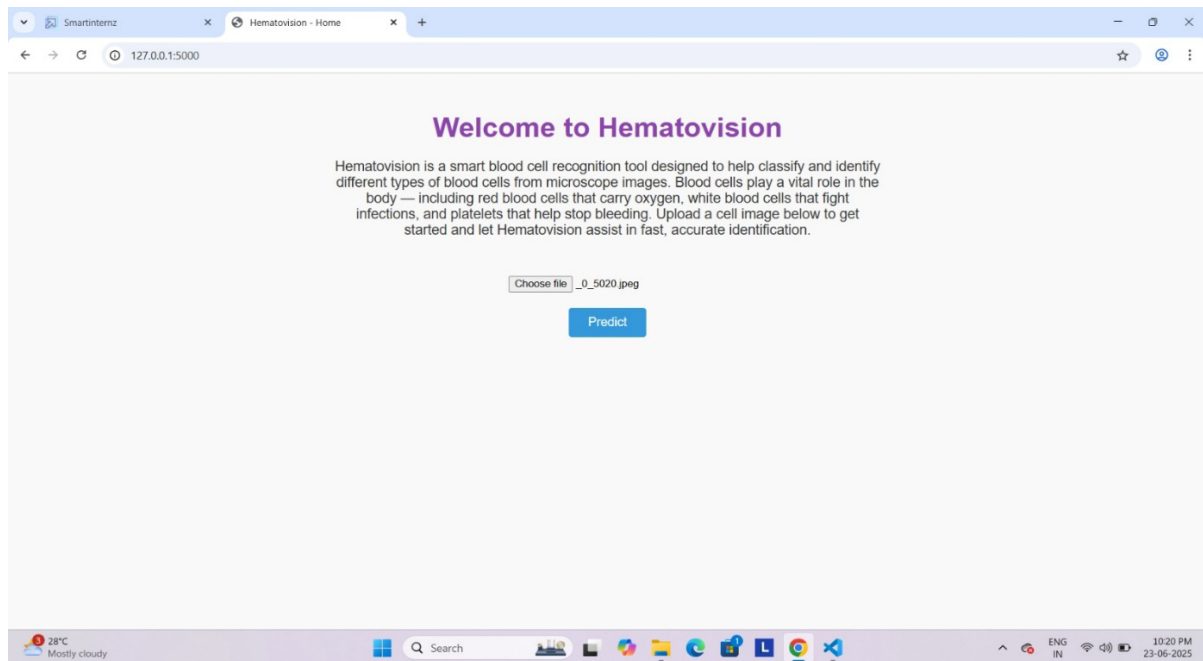 Smartinternz
Hematovision - Home
127.0.0.1:5000
Welcome to Hematovision
Hematovision is a smart blood cell recognition tool designed to help classify and identify
different types of blood cells from microscope images. Blood cells play a vital role in the
body — including red blood cells that carry oxygen, white blood cells that fight
infections, and platelets that help stop bleeding. Upload a cell image below to get
started and let Hematovision assist in fast, accurate identification.
Choose file _0_5020.jpeg
Predict
3
28°C
Mostly cloudy
Search
L
ENG
IN
10:20 PM
23-06-2025